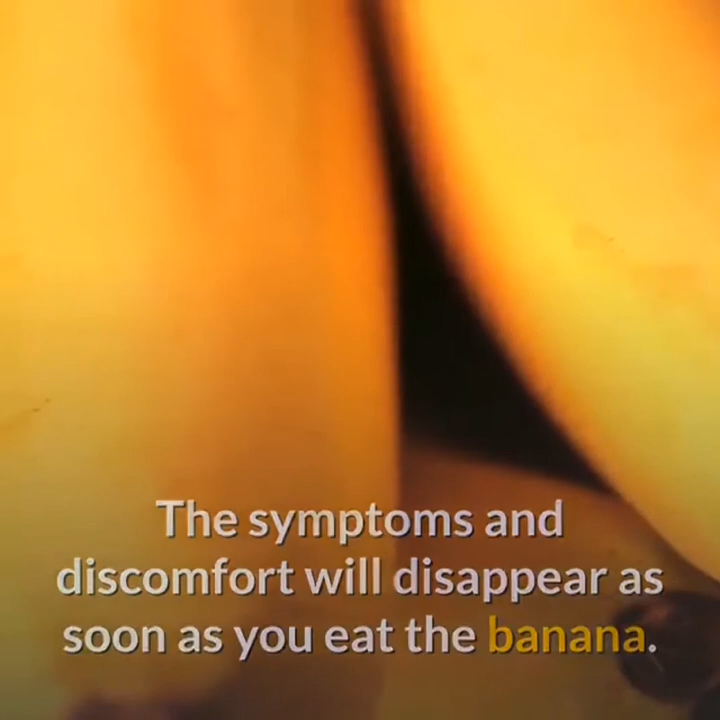 The symptoms and
discomfort will disappear as
soon as you eat the banana.